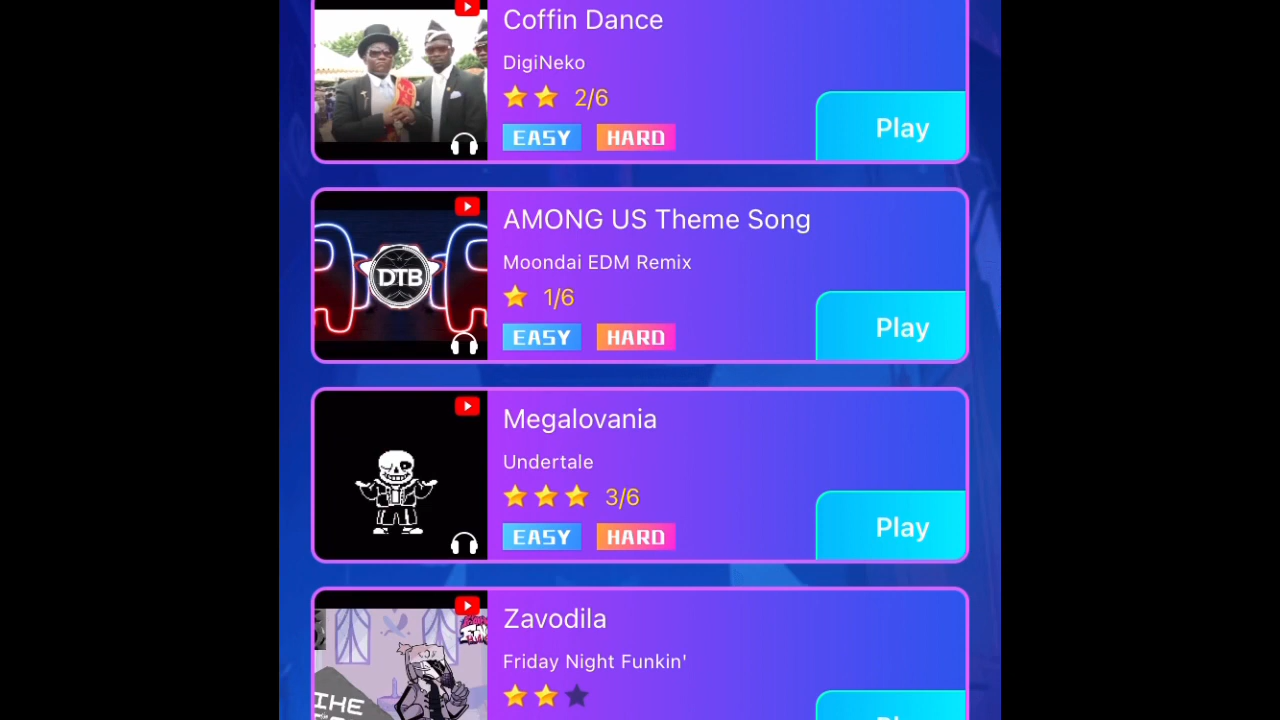 Coffin Dance
DigiNeko
2/6
EASY HARD
Play
AMONG US Theme Song
DTB
Moondai EDM Remix
1/6
EASY HARD
Play
Megalovania
Undertale
3/6
EASY HARD
Play
Zavodila
Friday Night Funkin'
THE